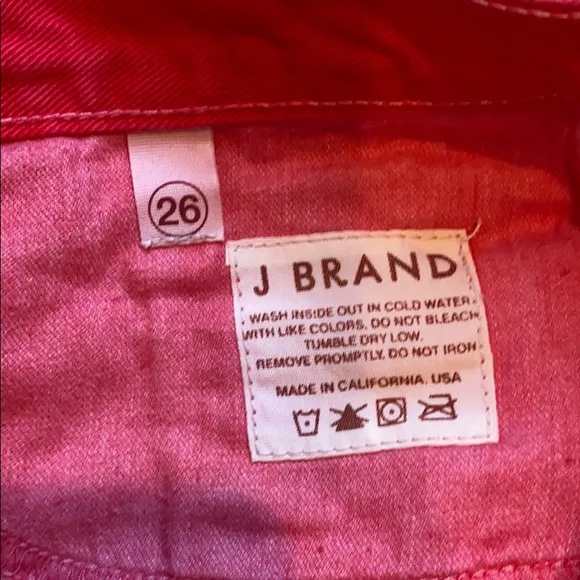 26
J BRAND
WASH INSIDE OUT IN COLD WATER
WITH LIKE COLORS. DO NOT BLEACH
TUMBLE DRY LOW.
REMOVE PROMPTLY. DO NOT IRON
MADE IN CALIFORNIA. USA